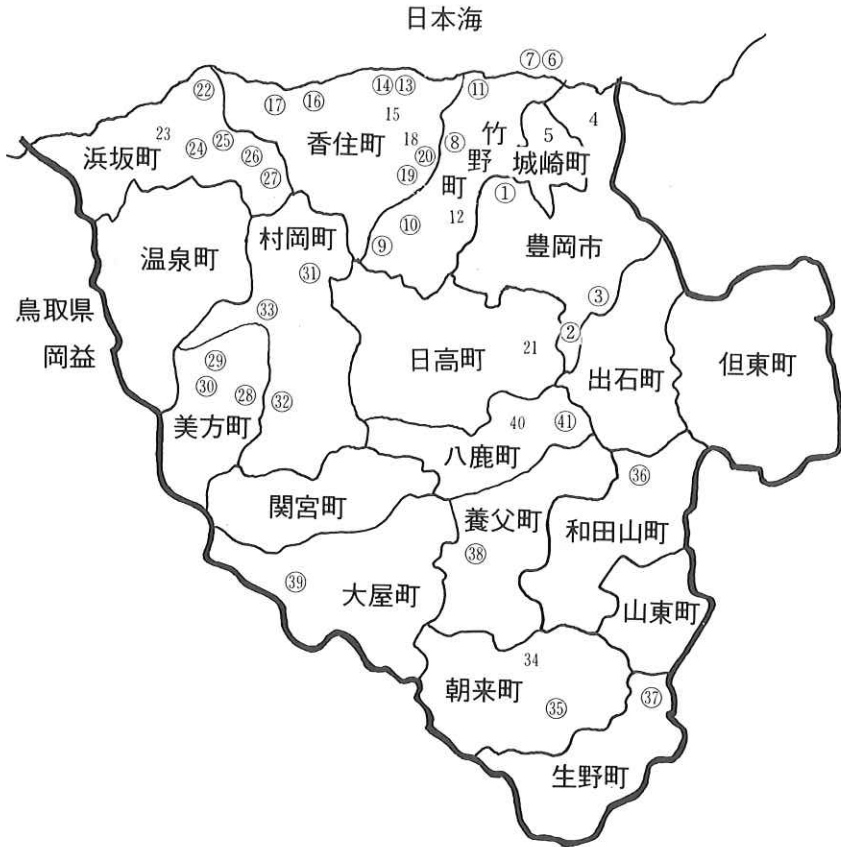 日本海
⑦⑥
㉒
⑰
⑯
⑭⑬
⑪
15
4
23
㉔
㉕
㉖
㉗
浜坂町
香住町
18
⑳
⑲
⑧
竹野町
5
城崎町
①
12
⑩
⑨
村岡町
温泉町
豊岡市
㉛
③
②
㉝
鳥取県
岡益
日高町
21
出石町
但東町
㉙
㉚
㉘
㉜
美方町
40
㊶
八鹿町
㊱
関宮町
養父町
和田山町
㊳
㊴
大屋町
山東町
34
朝来町
㉟
㊲
生野町